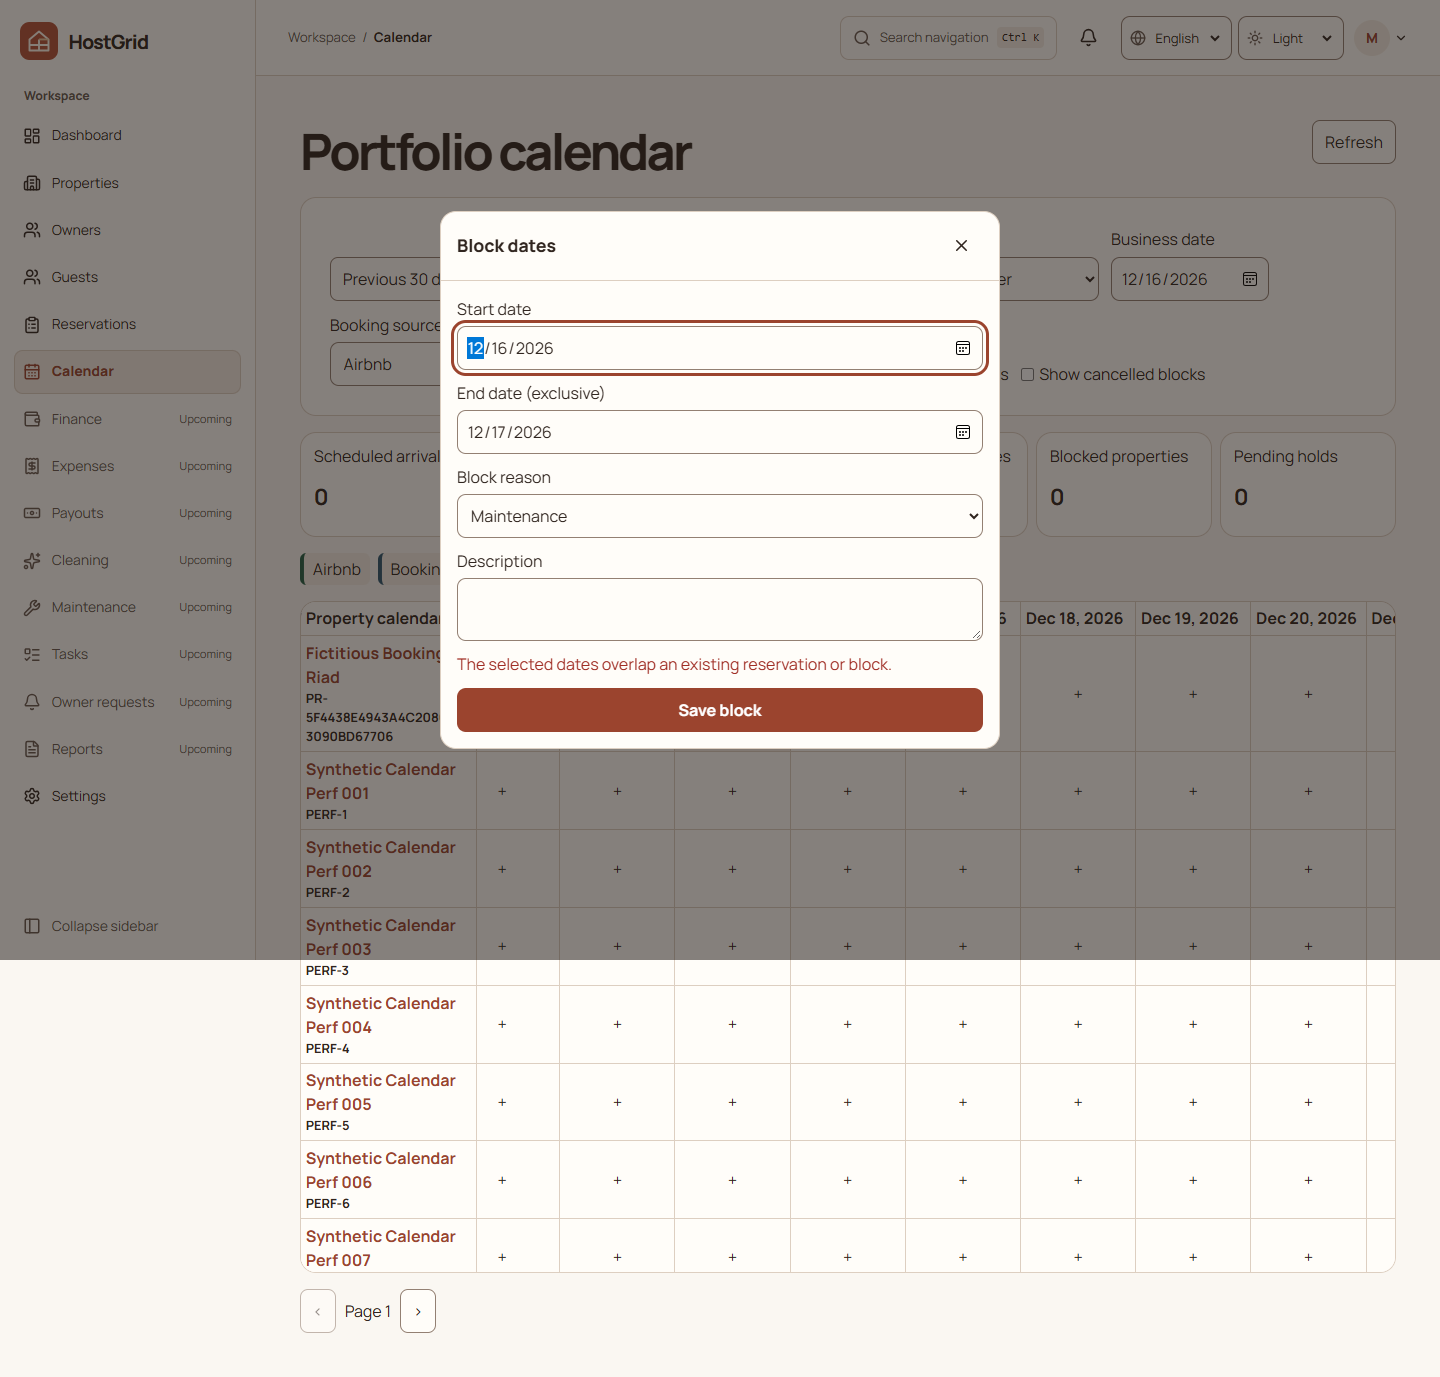 HostGrid
Workspace / Calendar
Search navigation Ctrl K
English
Light
M
Workspace
Dashboard
Properties
Owners
Guests
Reservations
Calendar
Finance Upcoming
Expenses Upcoming
Payouts Upcoming
Cleaning Upcoming
Maintenance Upcoming
Tasks Upcoming
Owner requests Upcoming
Reports Upcoming
Settings
Collapse sidebar
Portfolio calendar
Refresh
Business date
Previous 30 d
er
12/16/2026
Booking source
Airbnb
s
Show cancelled blocks
Scheduled arrival
0
es
Blocked properties
0
Pending holds
0
Airbnb
Bookin
Block dates
Start date
12/16/2026
End date (exclusive)
12/17/2026
Block reason
Maintenance
Description
The selected dates overlap an existing reservation or block.
Save block
Property calendar 6 Dec 18, 2026 Dec 19, 2026 Dec 20, 2026 Dec
Fictitious Booking
Riad
PR-
5F4438E4943A4C208
3090BD67706
+ + +
Synthetic Calendar
Perf 001
PERF-1
+ + + + + + + +
Synthetic Calendar
Perf 002
PERF-2
+ + + + + + + +
Synthetic Calendar
Perf 003
PERF-3
+ + + + + + + +
Synthetic Calendar
Perf 004
PERF-4
+ + + + + + + +
Synthetic Calendar
Perf 005
PERF-5
+ + + + + + + +
Synthetic Calendar
Perf 006
PERF-6
+ + + + + + + +
Synthetic Calendar
Perf 007
+ + + + + + + +
‹ Page 1 ›